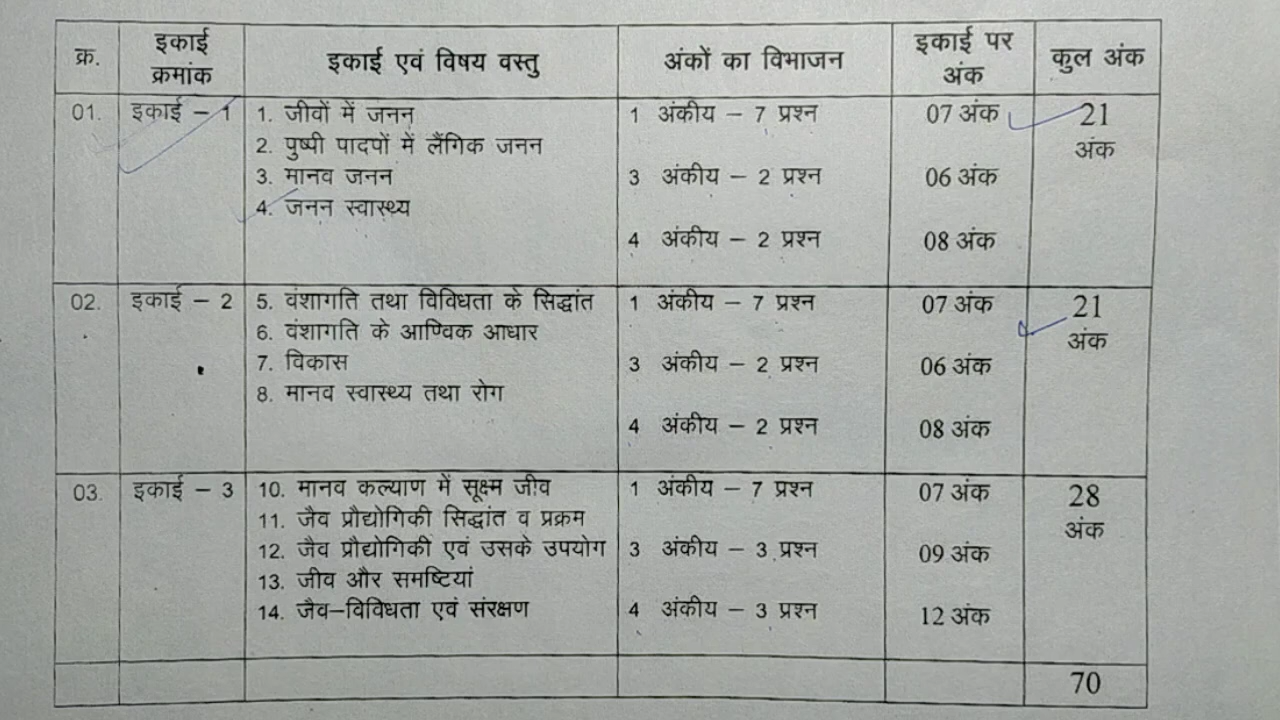 क्र. इकाई क्रमांक इकाई एवं विषय वस्तु अंकों का विभाजन इकाई पर अंक कुल अंक
01. इकाई – 1 1. जीवों में जनन 1 अंकीय – 7 प्रश्न 07 अंक 21
2. पुष्पी पादपों में लैंगिक जनन अंक
3. मानव जनन 3 अंकीय – 2 प्रश्न 06 अंक
4. जनन स्वास्थ्य
4 अंकीय – 2 प्रश्न 08 अंक
02. इकाई – 2 5. वंशागति तथा विविधता के सिद्धांत 1 अंकीय – 7 प्रश्न 07 अंक 21
6. वंशागति के आण्विक आधार अंक
7. विकास 3 अंकीय – 2 प्रश्न 06 अंक
8. मानव स्वास्थ्य तथा रोग
4 अंकीय – 2 प्रश्न 08 अंक
03. इकाई – 3 10. मानव कल्याण में सूक्ष्म जीव 1 अंकीय – 7 प्रश्न 07 अंक 28
11. जैव प्रौद्योगिकी सिद्धांत व प्रक्रम अंक
12. जैव प्रौद्योगिकी एवं उसके उपयोग 3 अंकीय – 3 प्रश्न 09 अंक
13. जीव और समष्टियां
14. जैव–विविधता एवं संरक्षण 4 अंकीय – 3 प्रश्न 12 अंक
70